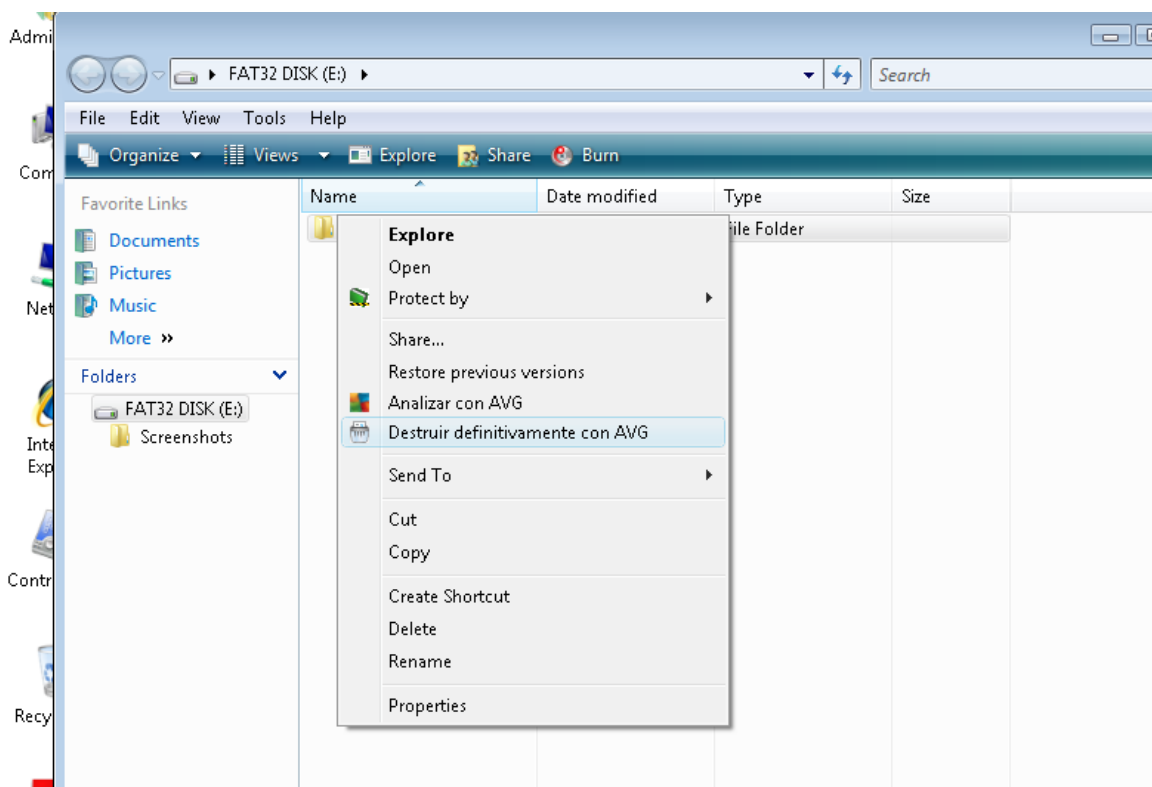 Admi
FAT32 DISK (E:)
Search
File Edit View Tools Help
Organize Views Explore Share Burn
Com
Favorite Links
Name Date modified Type Size
Documents
ile Folder
Pictures
Music
More »
Net
Folders
FAT32 DISK (E:)
Screenshots
Inte
Exp
Contr
Recy
Explore
Open
Protect by
Share...
Restore previous versions
Analizar con AVG
Destruir definitivamente con AVG
Send To
Cut
Copy
Create Shortcut
Delete
Rename
Properties